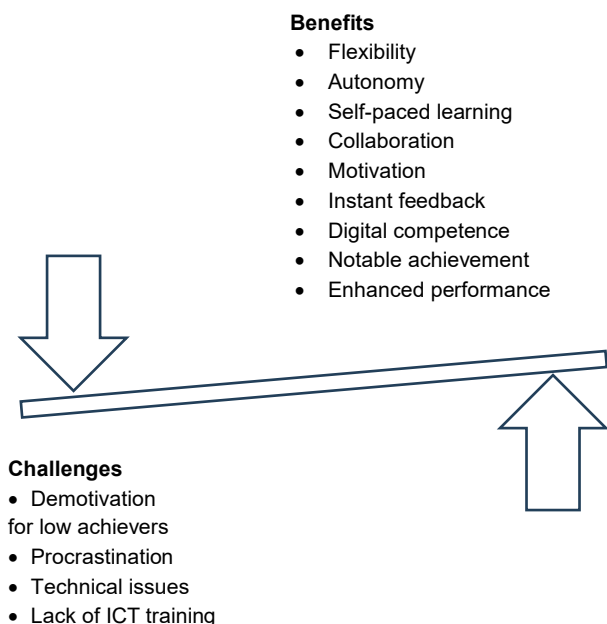 Benefits
• Flexibility
• Autonomy
• Self-paced learning
• Collaboration
• Motivation
• Instant feedback
• Digital competence
• Notable achievement
• Enhanced performance
Challenges
• Demotivation
for low achievers
• Procrastination
• Technical issues
• Lack of ICT training